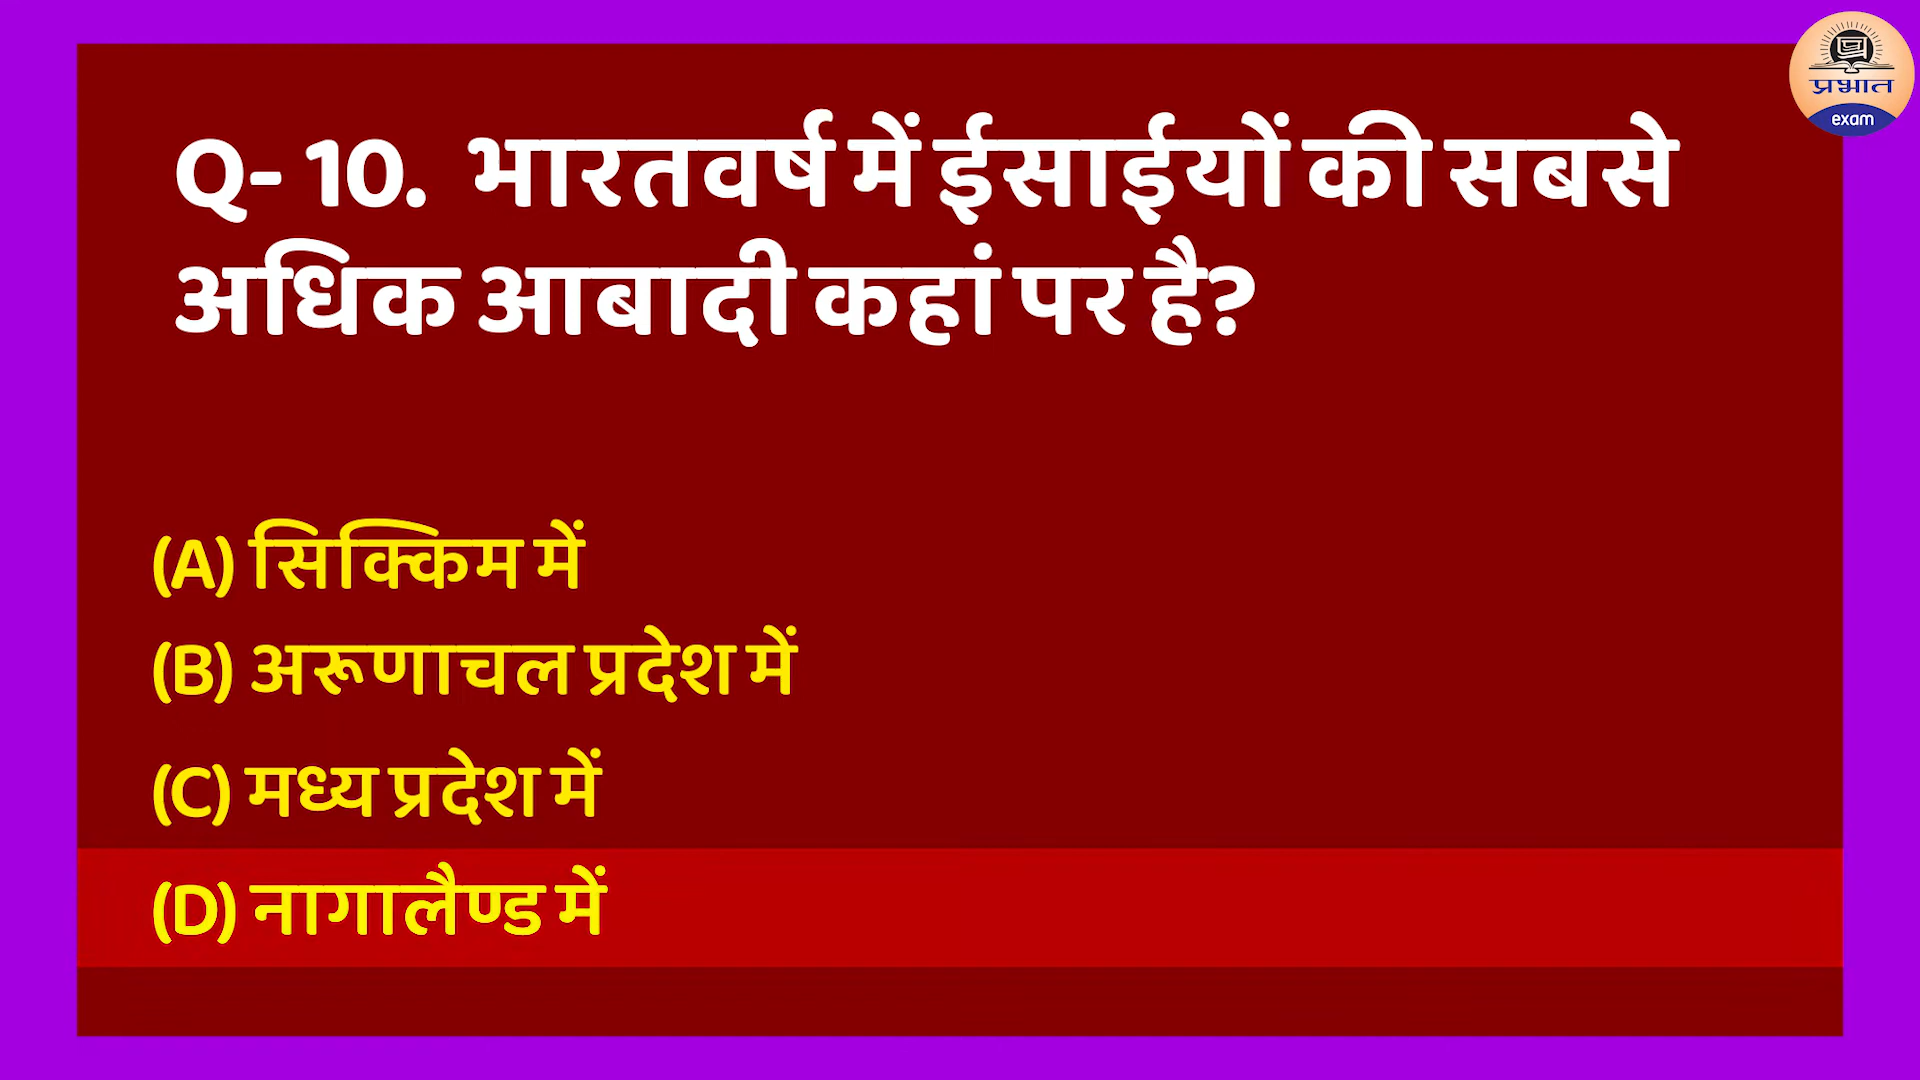 प्रभात
exam
Q- 10. भारतवर्ष में ईसाईयों की सबसे
अधिक आबादी कहां पर है?
(A) सिक्किम में
(B) अरूणाचल प्रदेश में
(C) मध्य प्रदेश में
(D) नागालैण्ड में